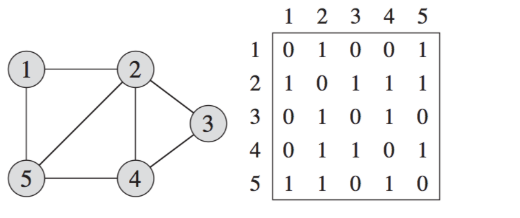 1 2 3 4 5
1 0 1 0 0 1
2 1 0 1 1 1
3 0 1 0 1 0
4 0 1 1 0 1
5 1 1 0 1 0
1 2
3
5 4